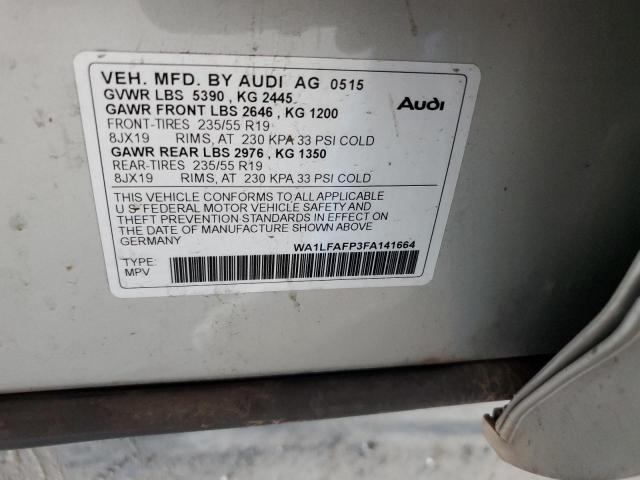 VEH. MFD. BY AUDI AG 0515
GVWR LBS 5390 , KG 2445
GAWR FRONT LBS 2646 , KG 1200
FRONT-TIRES 235/55 R19
8JX19 RIMS, AT 230 KPA 33 PSI COLD
GAWR REAR LBS 2976 , KG 1350
REAR-TIRES 235/55 R19
8JX19 RIMS, AT 230 KPA 33 PSI COLD
Audi
THIS VEHICLE CONFORMS TO ALL APPLICABLE
U S FEDERAL MOTOR VEHICLE SAFETY AND
THEFT PREVENTION STANDARDS IN EFFECT ON
THE DATE OF MANUFACTURE SHOWN ABOVE
GERMANY
WA1LFAFP3FA141664
TYPE:
MPV